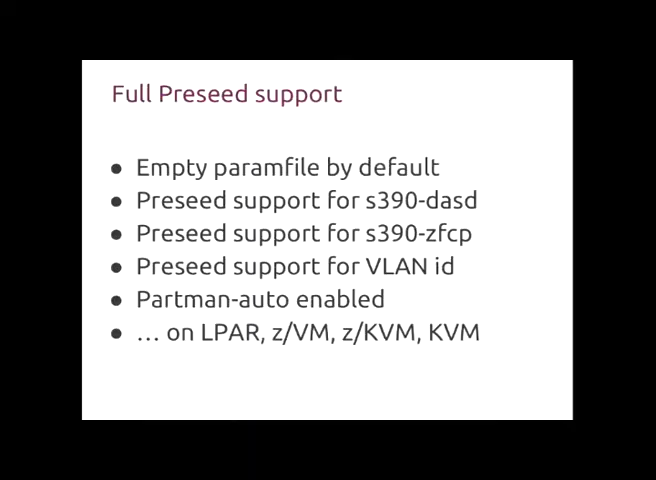 Full Preseed support
● Empty paramfile by default
● Preseed support for s390-dasd
● Preseed support for s390-zfcp
● Preseed support for VLAN id
● Partman-auto enabled
● … on LPAR, z/VM, z/KVM, KVM